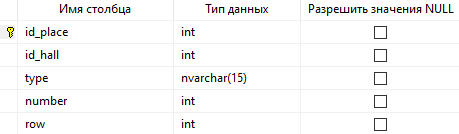 Имя столбца Тип данных Разрешить значения NULL
id_place int
id_hall int
type nvarchar(15)
number int
row int